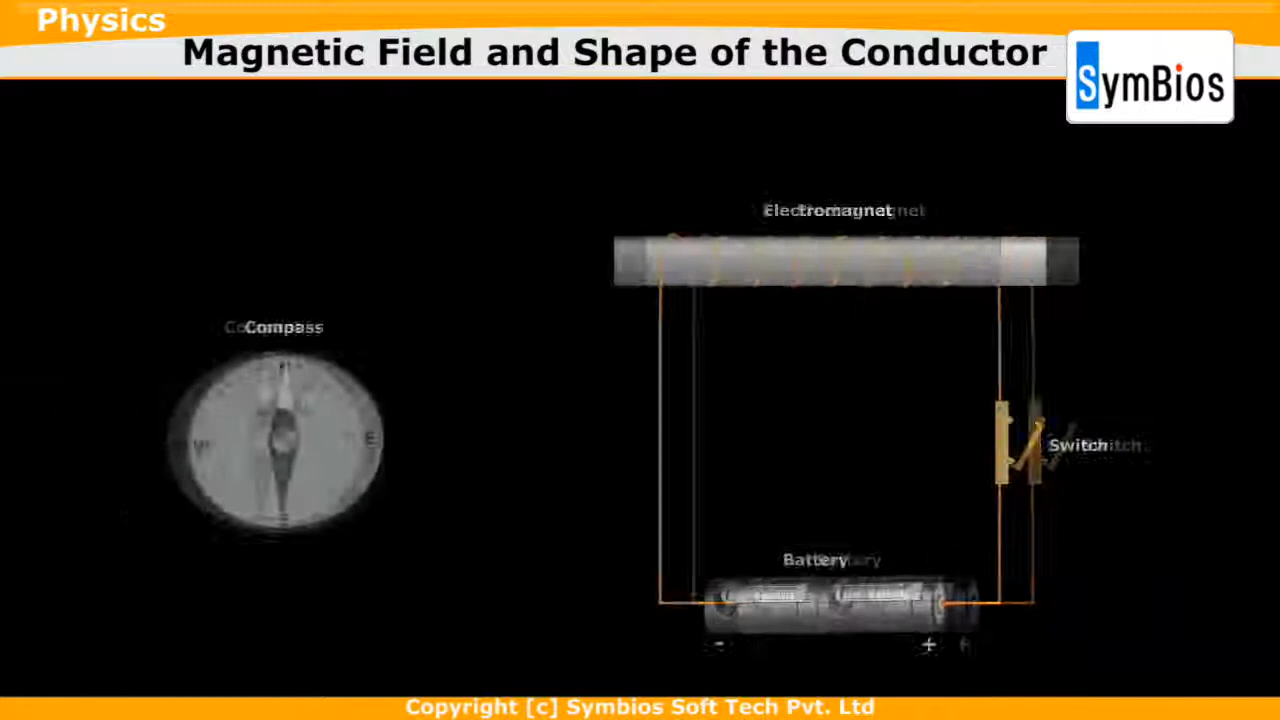 Physics
Magnetic Field and Shape of the Conductor
SymBios
Electromagnet
Compass
E
Switch
Battery
- +
Copyright [c] Symbios Soft Tech Pvt. Ltd